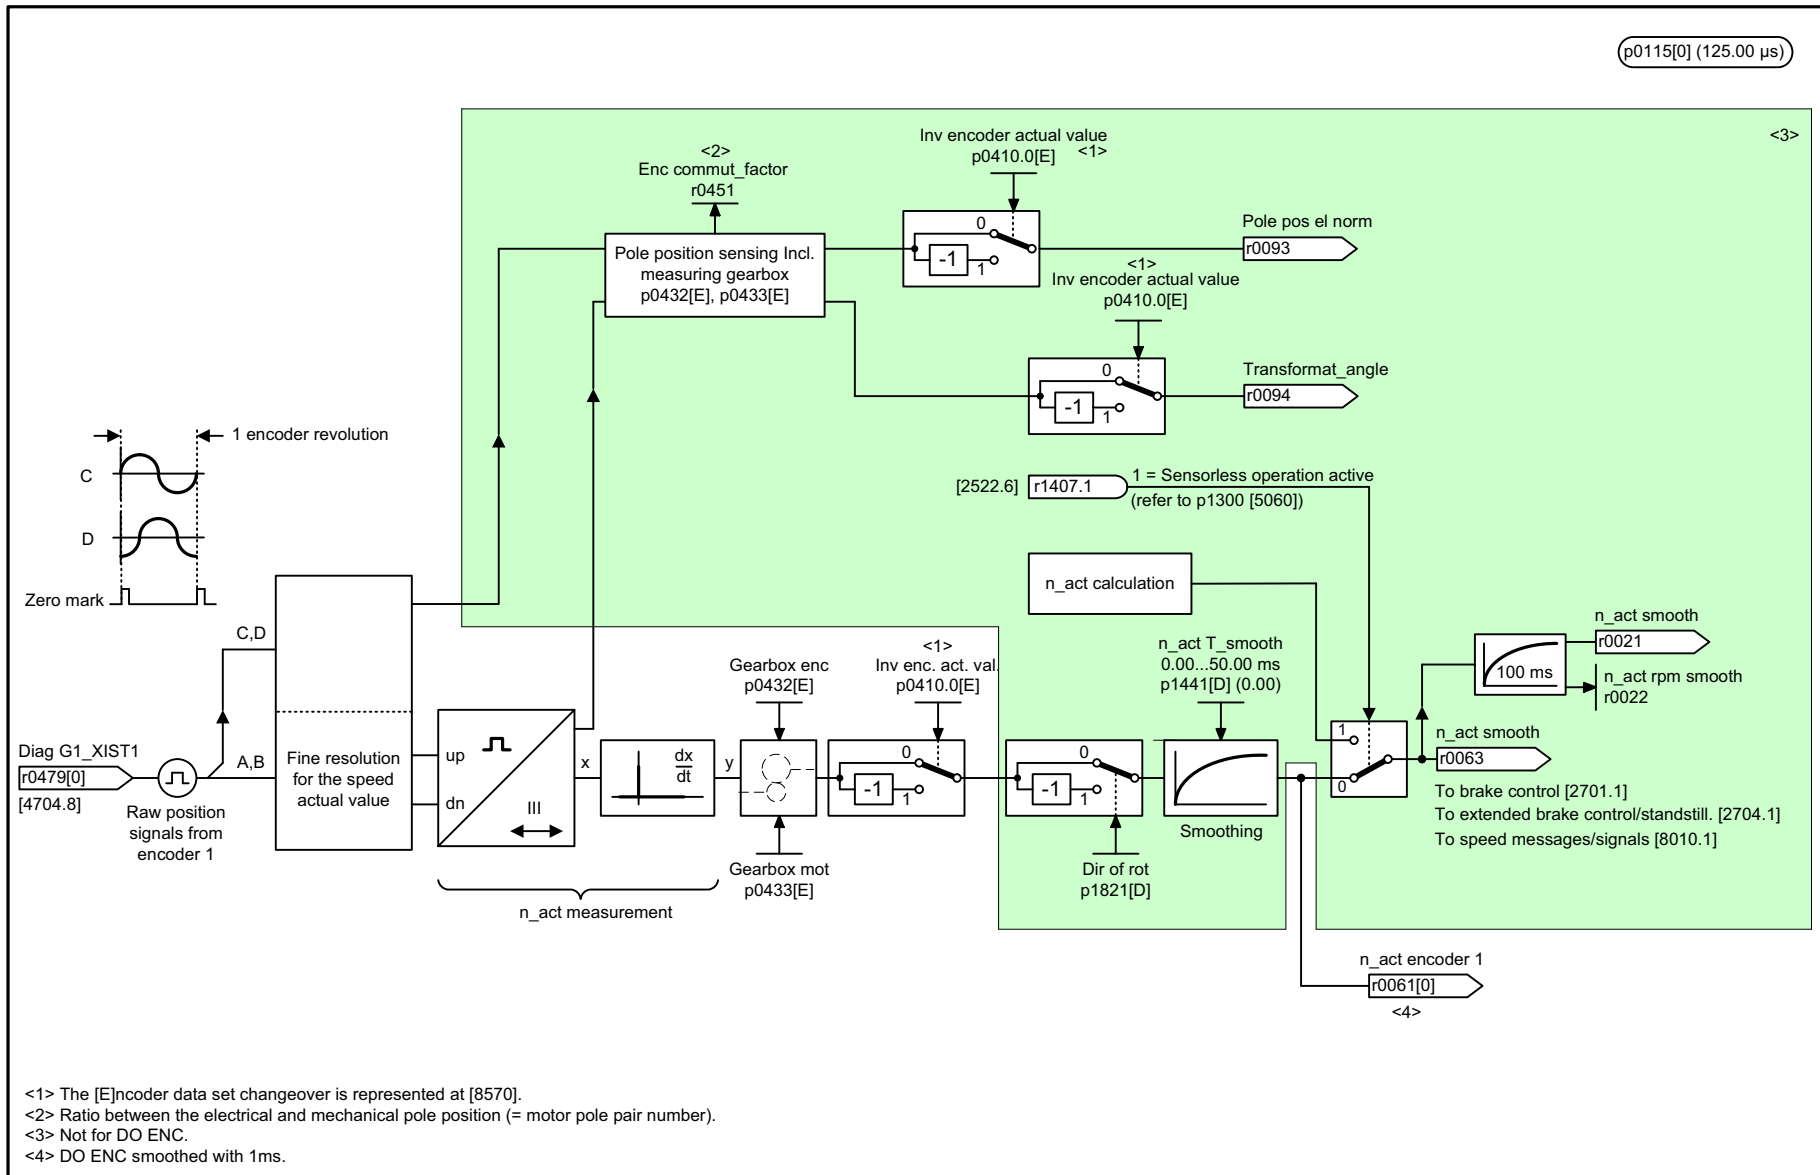 p0115[0] (125.00 µs)
<3>
Inv encoder actual value
p0410.0[E]
<1>
<2>
Enc commut_factor
r0451
Pole position sensing Incl.
measuring gearbox
p0432[E], p0433[E]
0
-1
1
Pole pos el norm
r0093
<1>
Inv encoder actual value
p0410.0[E]
0
-1
1
Transformat_angle
r0094
1 encoder revolution
C
D
Zero mark
[2522.6]
r1407.1
1 = Sensorless operation active
(refer to p1300 [5060])
n_act calculation
C,D
A,B
Diag G1_XIST1
r0479[0]
[4704.8]
Raw position
signals from
encoder 1
Fine resolution
for the speed
actual value
up
dn
III
x
dx
dt
y
n_act measurement
Gearbox enc
p0432[E]
Gearbox mot
p0433[E]
<1>
Inv enc. act. val.
p0410.0[E]
0
-1
1
0
-1
1
Dir of rot
p1821[D]
n_act T_smooth
0.00...50.00 ms
p1441[D] (0.00)
Smoothing
1
0
100 ms
n_act smooth
r0021
n_act rpm smooth
r0022
n_act smooth
r0063
To brake control [2701.1]
To extended brake control/standstill. [2704.1]
To speed messages/signals [8010.1]
n_act encoder 1
r0061[0]
<4>
<1> The [E]ncoder data set changeover is represented at [8570].
<2> Ratio between the electrical and mechanical pole position (= motor pole pair number).
<3> Not for DO ENC.
<4> DO ENC smoothed with 1ms.